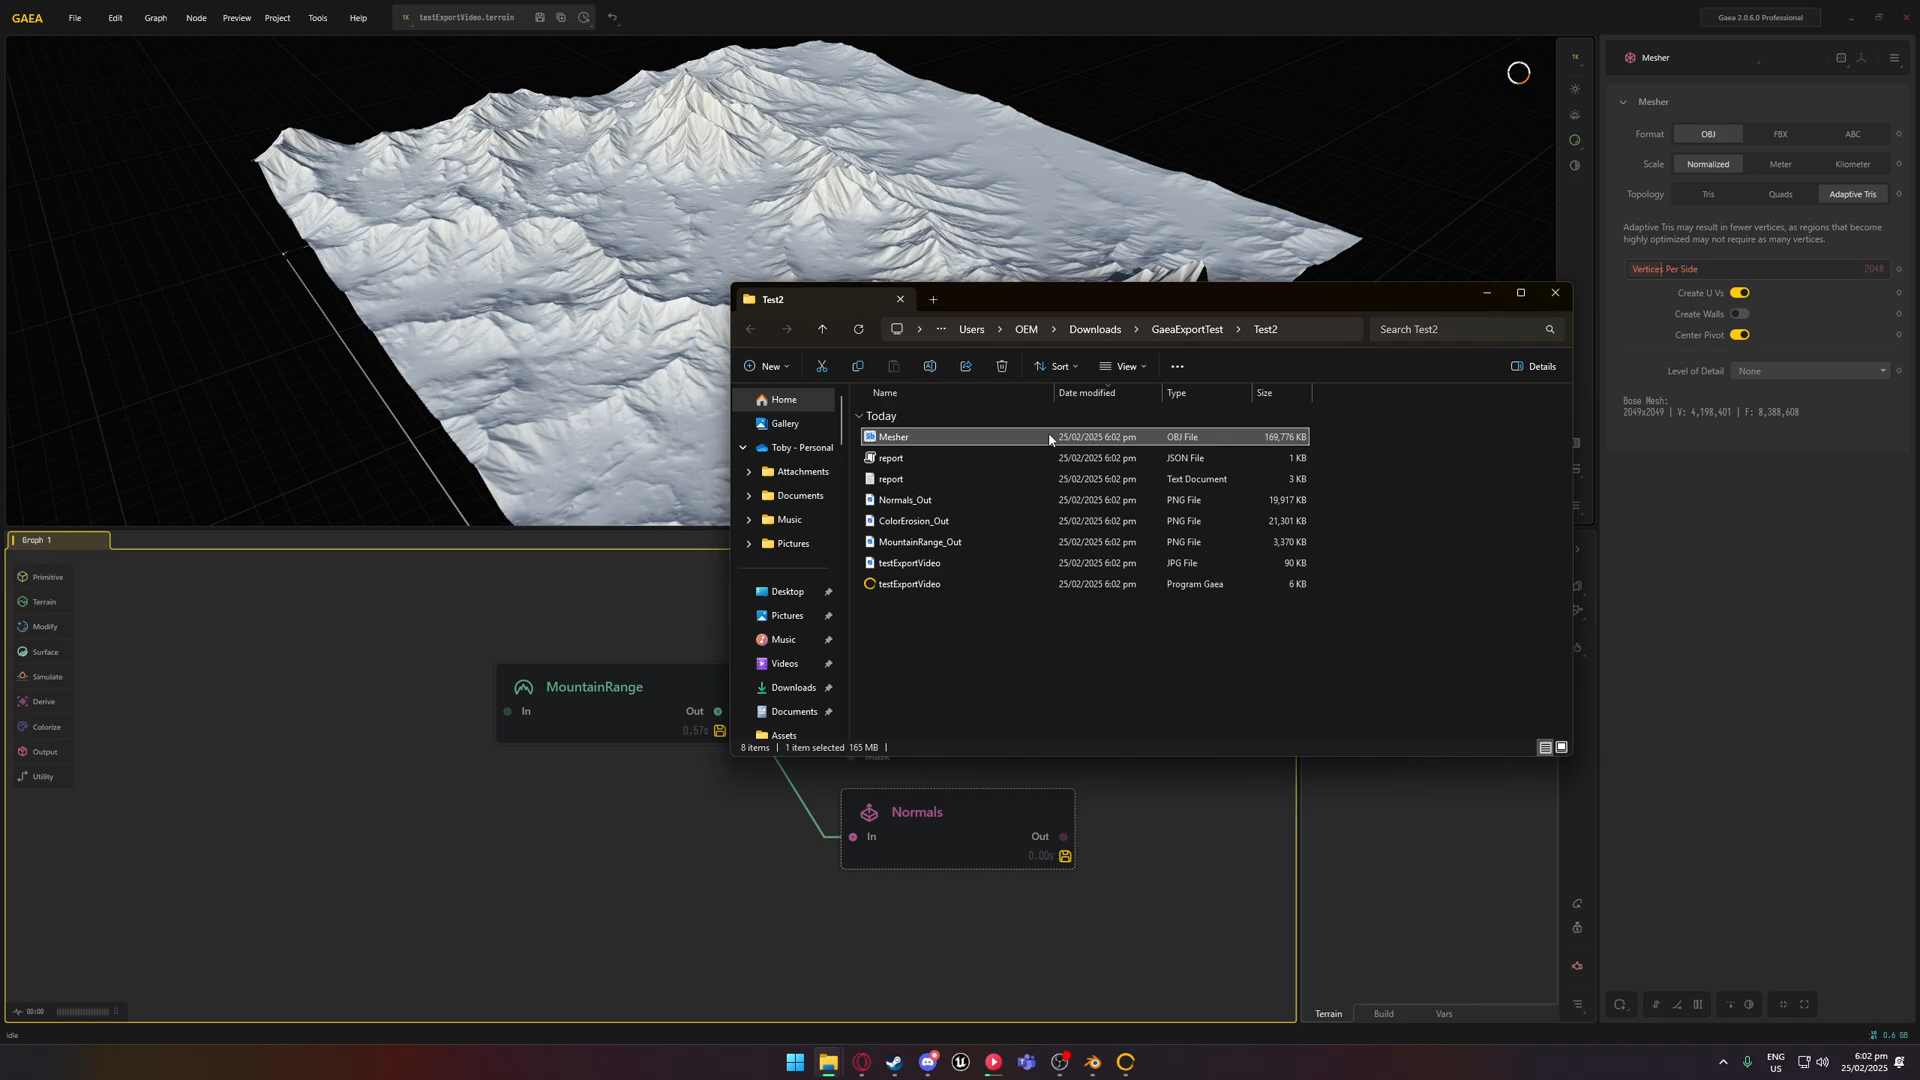 GAEA File Edit Graph Node Preview Project Tools Help 1K testExportVideo.terrain Gaea 2.0.6.0 Professional
1K
Mesher
Mesher
Format OBJ FBX ABC
Scale Normalized Meter Kilometer
Topology Tris Quads Adaptive Tris
Adaptive Tris may result in fewer vertices, as regions that become
highly optimized may not require as many vertices.
Vertices Per Side 2048
Create U Vs
Create Walls
Center Pivot
Level of Detail None
Base Mesh:
2049x2049 | V: 4,198,401 | F: 8,388,608
Test2
Users OEM Downloads GaeaExportTest Test2 Search Test2
New Sort View Details
Name Date modified Type Size
Home
Gallery
Toby - Personal
Attachments
Documents
Music
Pictures
Desktop
Pictures
Music
Videos
Downloads
Documents
Assets
Today
Mesher 25/02/2025 6:02 pm OBJ File 169,776 KB
report 25/02/2025 6:02 pm JSON File 1 KB
report 25/02/2025 6:02 pm Text Document 3 KB
Normals_Out 25/02/2025 6:02 pm PNG File 19,917 KB
ColorErosion_Out 25/02/2025 6:02 pm PNG File 21,301 KB
MountainRange_Out 25/02/2025 6:02 pm PNG File 3,370 KB
testExportVideo 25/02/2025 6:02 pm JPG File 90 KB
testExportVideo 25/02/2025 6:02 pm Program Gaea 6 KB
8 items 1 item selected 165 MB
Graph 1
Primitive
Terrain
Modify
Surface
Simulate
Derive
Colorize
Output
Utility
MountainRange
In Out
0.57s
Mask
Normals
In Out
0.00s
00:00
Terrain Build Vars
Idle
0.6 GB
ENG
US
6:02 pm
25/02/2025